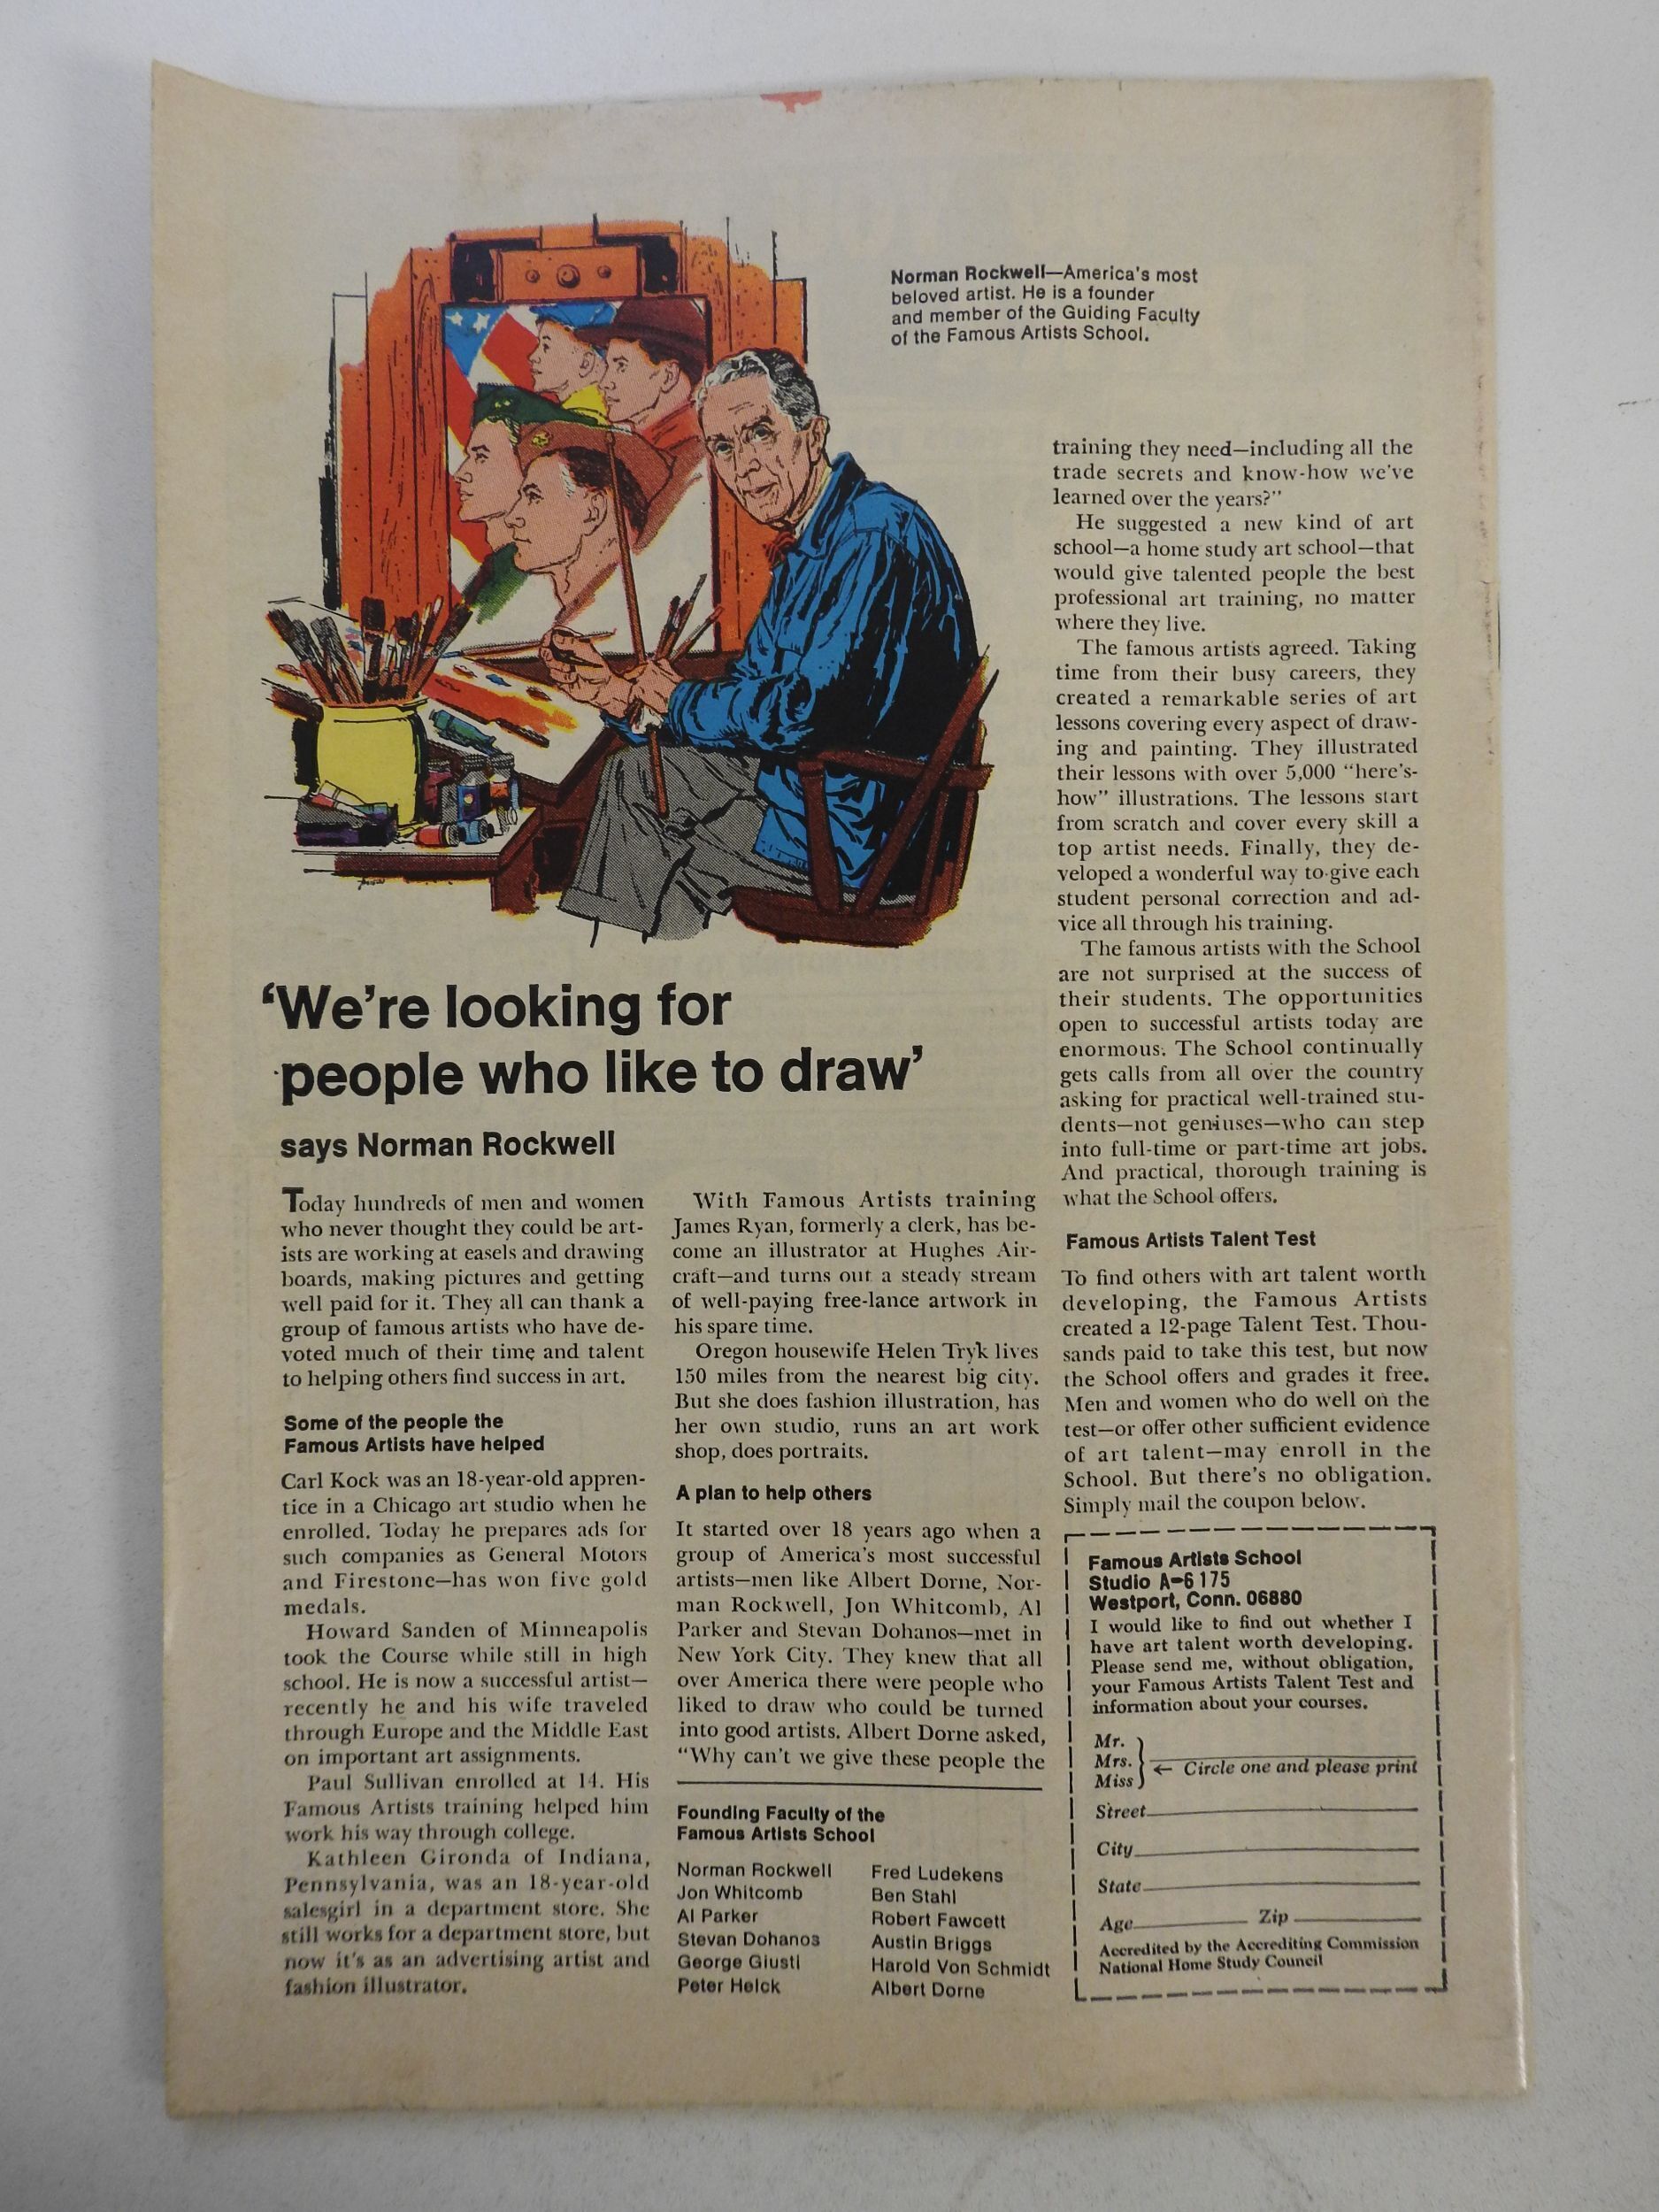 Norman Rockwell—America's most
beloved artist. He is a founder
and member of the Guiding Faculty
of the Famous Artists School.
'We're looking for
people who like to draw'
says Norman Rockwell
Today hundreds of men and women
who never thought they could be art-
ists are working at easels and drawing
boards, making pictures and getting
well paid for it. They all can thank a
group of famous artists who have de-
voted much of their time and talent
to helping others find success in art.
Some of the people the
Famous Artists have helped
Carl Kock was an 18-year-old appren-
tice in a Chicago art studio when he
enrolled. Today he prepares ads for
such companies as General Motors
and Firestone—has won five gold
medals.
Howard Sanden of Minneapolis
took the Course while still in high
school. He is now a successful artist—
recently he and his wife traveled
through Europe and the Middle East
on important art assignments.
Paul Sullivan enrolled at 14. His
Famous Artists training helped him
work his way through college.
Kathleen Gironda of Indiana,
Pennsylvania, was an 18-year-old
salesgirl in a department store. She
still works for a department store, but
now it's as an advertising artist and
fashion illustrator.
With Famous Artists training
James Ryan, formerly a clerk, has be-
come an illustrator at Hughes Air-
craft—and turns out a steady stream
of well-paying free-lance artwork in
his spare time.
Oregon housewife Helen Tryk lives
150 miles from the nearest big city.
But she does fashion illustration, has
her own studio, runs an art work
shop, does portraits.
A plan to help others
It started over 18 years ago when a
group of America's most successful
artists—men like Albert Dorne, Nor-
man Rockwell, Jon Whitcomb, Al
Parker and Stevan Dohanos—met in
New York City. They knew that all
over America there were people who
liked to draw who could be turned
into good artists. Albert Dorne asked,
"Why can't we give these people the
Founding Faculty of the
Famous Artists School
Norman Rockwell
Jon Whitcomb
Al Parker
Stevan Dohanos
George Giusti
Peter Helck
Fred Ludekens
Ben Stahl
Robert Fawcett
Austin Briggs
Harold Von Schmidt
Albert Dorne
training they need—including all the
trade secrets and know-how we've
learned over the years?"
He suggested a new kind of art
school—a home study art school—that
would give talented people the best
professional art training, no matter
where they live.
The famous artists agreed. Taking
time from their busy careers, they
created a remarkable series of art
lessons covering every aspect of draw-
ing and painting. They illustrated
their lessons with over 5,000 "here's-
how" illustrations. The lessons start
from scratch and cover every skill a
top artist needs. Finally, they de-
veloped a wonderful way to give each
student personal correction and ad-
vice all through his training.
The famous artists with the School
are not surprised at the success of
their students. The opportunities
open to successful artists today are
enormous. The School continually
gets calls from all over the country
asking for practical well-trained stu-
dents—not geniuses—who can step
into full-time or part-time art jobs.
And practical, thorough training is
what the School offers.
Famous Artists Talent Test
To find others with art talent worth
developing, the Famous Artists
created a 12-page Talent Test. Thou-
sands paid to take this test, but now
the School offers and grades it free.
Men and women who do well on the
test—or offer other sufficient evidence
of art talent—may enroll in the
School. But there's no obligation.
Simply mail the coupon below.
Famous Artists School
Studio A-6175
Westport, Conn. 06880
I would like to find out whether I
have art talent worth developing.
Please send me, without obligation,
your Famous Artists Talent Test and
information about your courses.
Mr.
Mrs.
Miss
← Circle one and please print
Street
City
State
Age Zip
Accredited by the Accrediting Commission
National Home Study Council